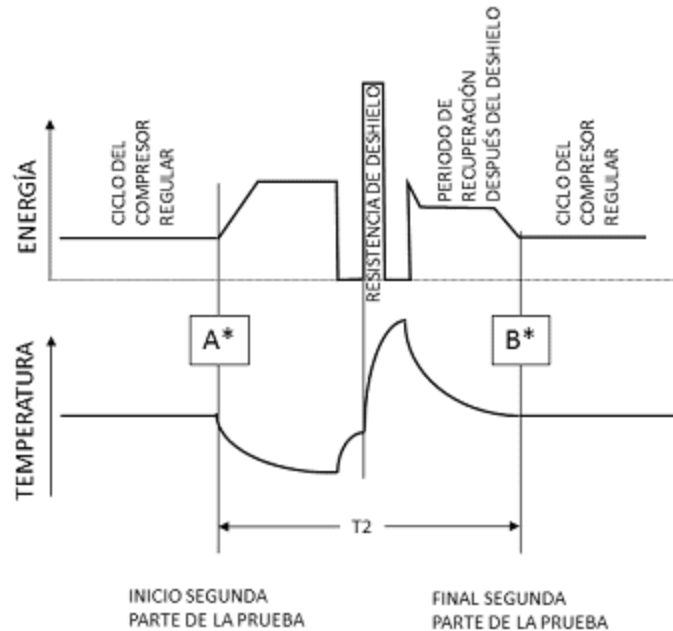 ENERGÍA
CICLO DEL
COMPRESOR
REGULAR
RESISTENCIA DE DESHIELO
PERIODO DE
RECUPERACIÓN
DESPUÉS DEL DESHIELO
CICLO DEL
COMPRESOR
REGULAR
TEMPERATURA
A*
B*
T2
INICIO SEGUNDA
PARTE DE LA PRUEBA
FINAL SEGUNDA
PARTE DE LA PRUEBA